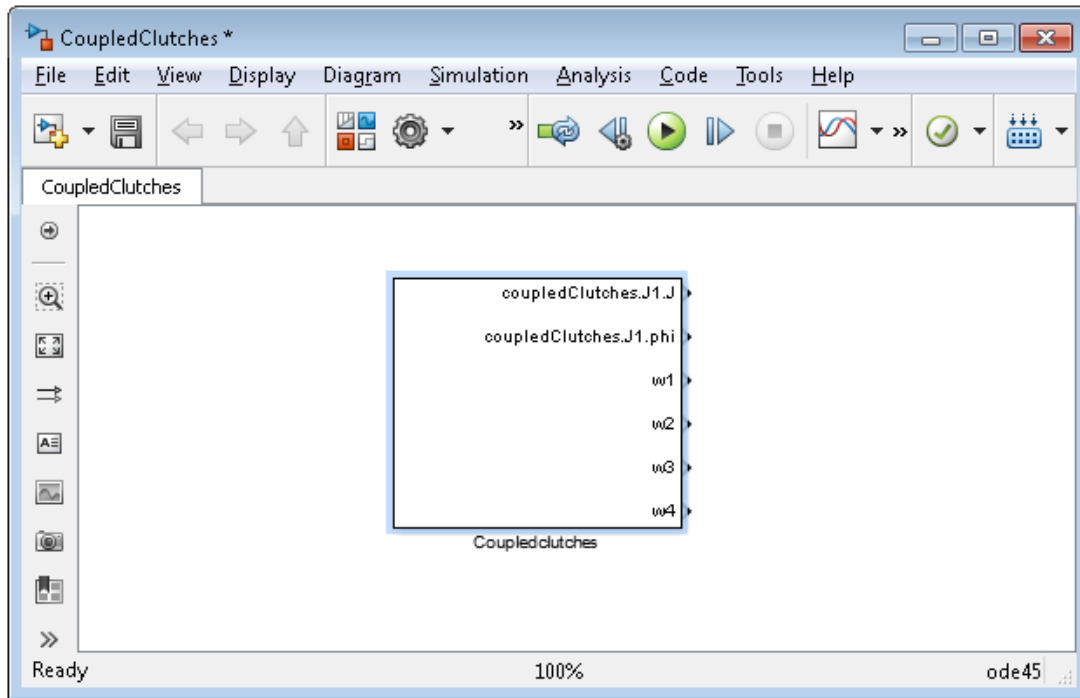 CoupledClutches *
File Edit View Display Diagram Simulation Analysis Code Tools Help
CoupledClutches
coupledClutches.J1.J
coupledClutches.J1.phi
w1
w2
w3
w4
Coupledclutches
Ready 100% ode45